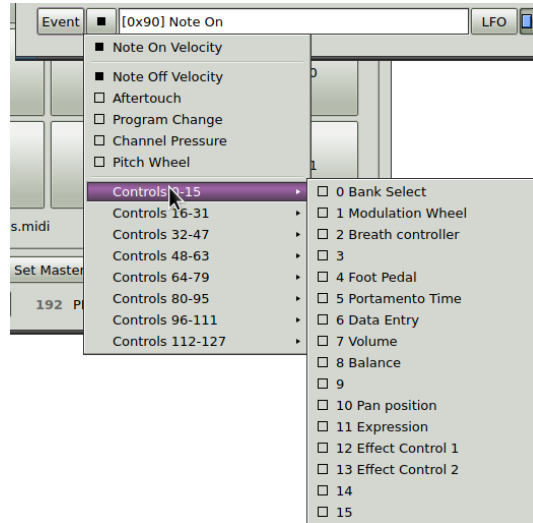 Event
[0x90] Note On
LFO
Note On Velocity
0
Note Off Velocity
Aftertouch
Program Change
Channel Pressure
Pitch Wheel
1
Controls 0-15
Controls 16-31
Controls 32-47
Controls 48-63
Controls 64-79
Controls 80-95
Controls 96-111
Controls 112-127
0 Bank Select
1 Modulation Wheel
2 Breath controller
3
4 Foot Pedal
5 Portamento Time
6 Data Entry
7 Volume
8 Balance
9
10 Pan position
11 Expression
12 Effect Control 1
13 Effect Control 2
14
15
s.midi
Set Master
192 P